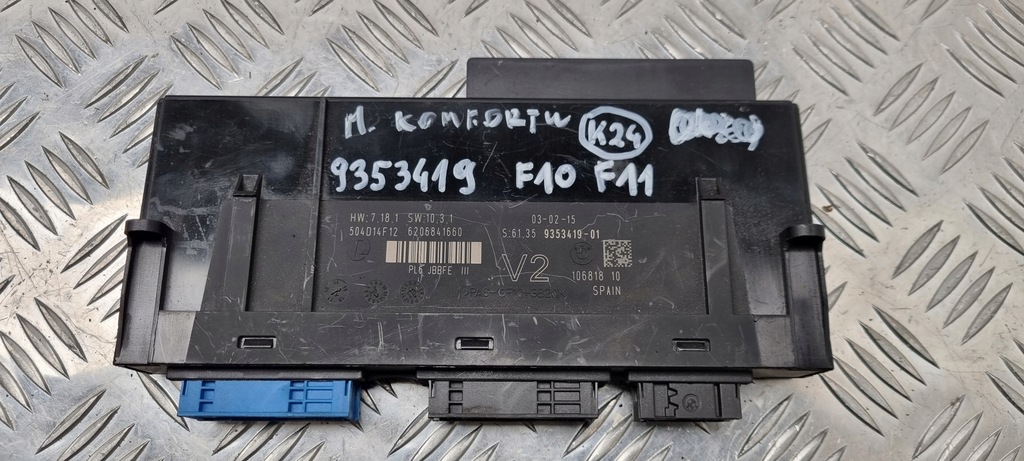 M. KOMFORTU K24
9353419 F10 F11
HW: 7.18.1 SW: 10.3.1 03-02-15
504D14F12 6206841660 S:61.35 9353419-01
PL6 JBBFE III V2 106818 10
SPAIN